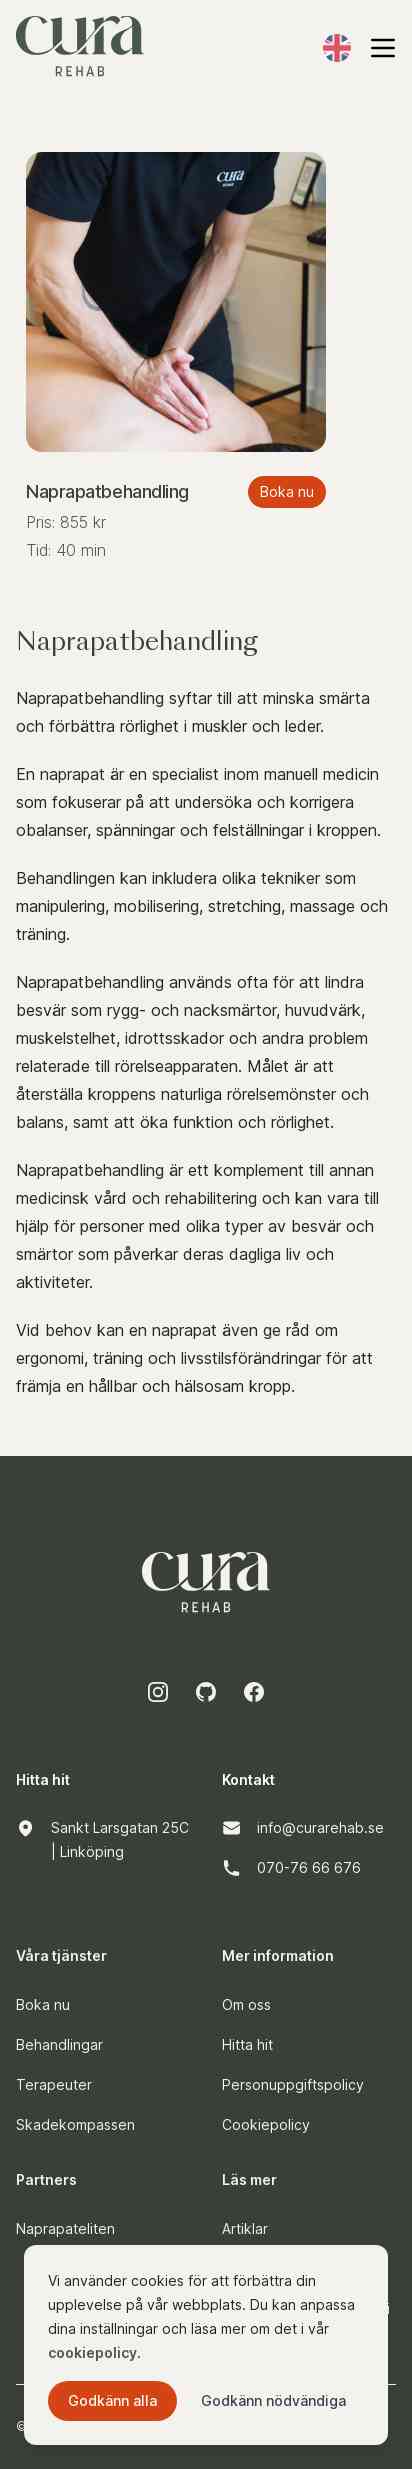 cura
REHAB
cura
REHAB
Naprapatbehandling
Boka nu
Pris: 855 kr
Tid: 40 min
Naprapatbehandling
Naprapatbehandling syftar till att minska smärta
och förbättra rörlighet i muskler och leder.
En naprapat är en specialist inom manuell medicin
som fokuserar på att undersöka och korrigera
obalanser, spänningar och felställningar i kroppen.
Behandlingen kan inkludera olika tekniker som
manipulering, mobilisering, stretching, massage och
träning.
Naprapatbehandling används ofta för att lindra
besvär som rygg- och nacksmärtor, huvudvärk,
muskelstelhet, idrottsskador och andra problem
relaterade till rörelseapparaten. Målet är att
återställa kroppens naturliga rörelsemönster och
balans, samt att öka funktion och rörlighet.
Naprapatbehandling är ett komplement till annan
medicinsk vård och rehabilitering och kan vara till
hjälp för personer med olika typer av besvär och
smärtor som påverkar deras dagliga liv och
aktiviteter.
Vid behov kan en naprapat även ge råd om
ergonomi, träning och livsstilsförändringar för att
främja en hållbar och hälsosam kropp.
cura
REHAB
Hitta hit
Sankt Larsgatan 25C
| Linköping
Kontakt
info@curarehab.se
070-76 66 676
Våra tjänster
Boka nu
Behandlingar
Terapeuter
Skadekompassen
Mer information
Om oss
Hitta hit
Personuppgiftspolicy
Cookiepolicy
Partners
Naprapateliten
Läs mer
Artiklar
Vi använder cookies för att förbättra din
upplevelse på vår webbplats. Du kan anpassa
dina inställningar och läsa mer om det i vår
cookiepolicy.
Godkänn alla
Godkänn nödvändiga
©